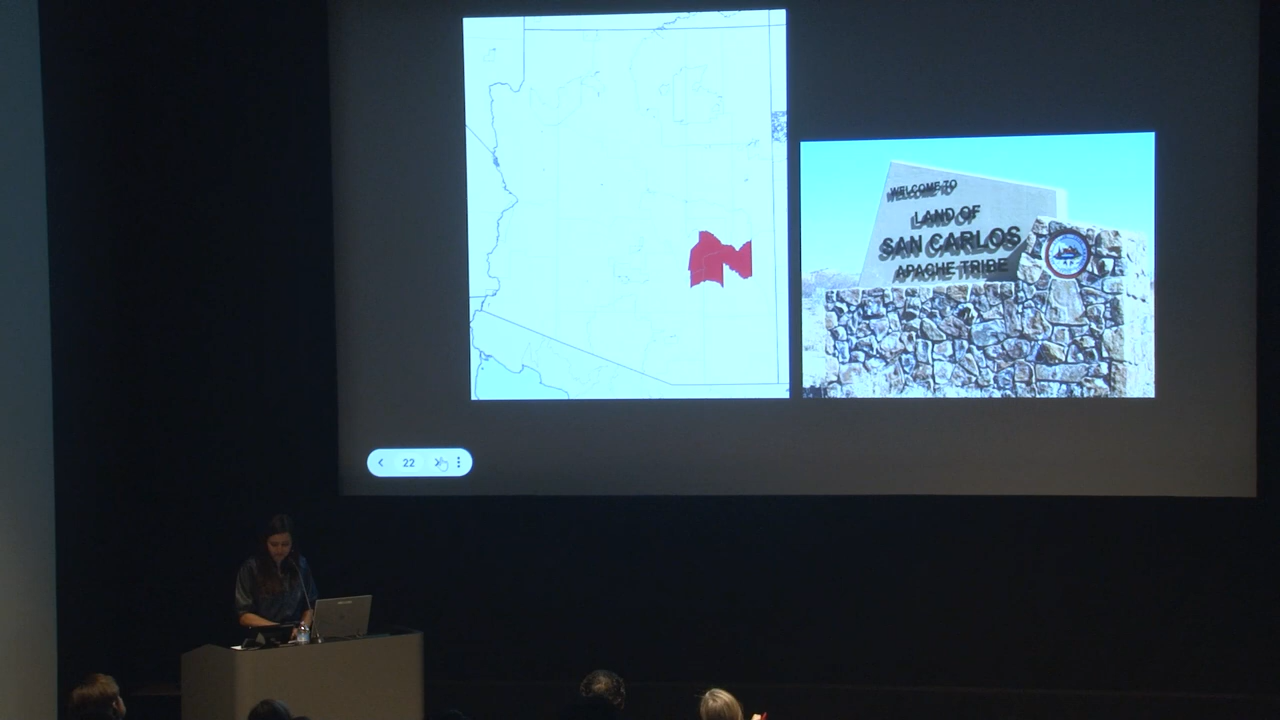 WELCOME TO
LAND OF
SAN CARLOS
APACHE TRIBE
22